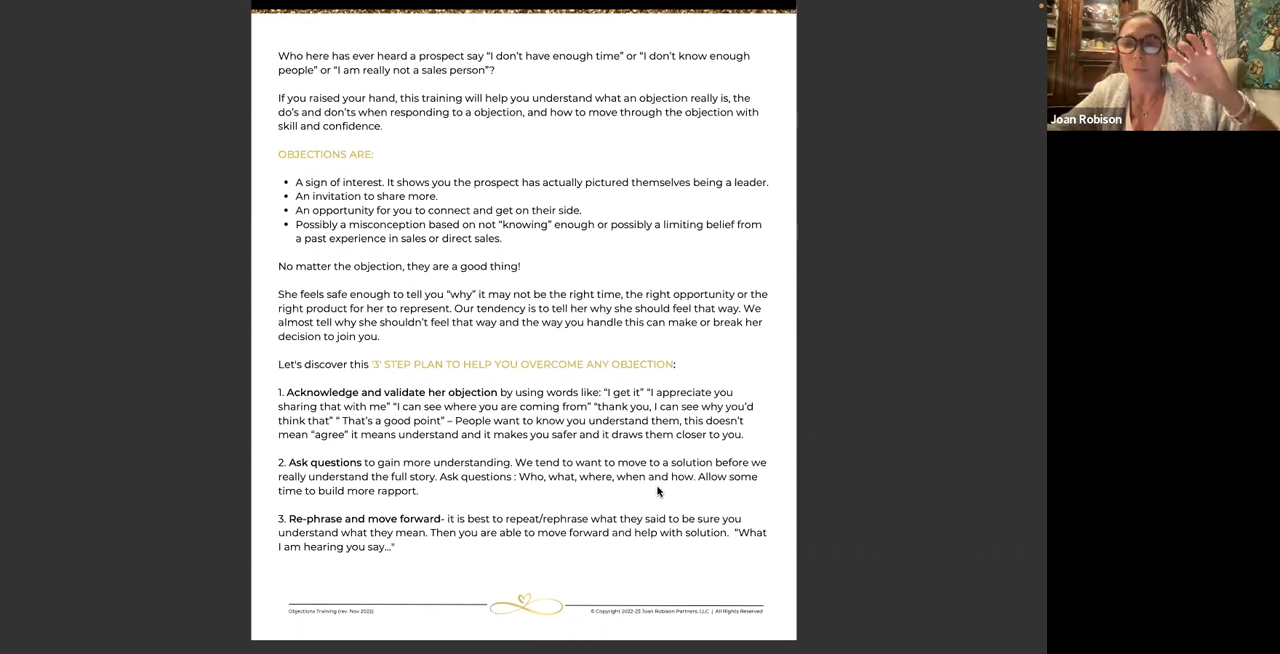 Who here has ever heard a prospect say “I don’t have enough time” or “I don’t know enough
people” or “I am really not a sales person”?
If you raised your hand, this training will help you understand what an objection really is, the
do’s and don’ts when responding to a objection, and how to move through the objection with
skill and confidence.
OBJECTIONS ARE:
• A sign of interest. It shows you the prospect has actually pictured themselves being a leader.
• An invitation to share more.
• An opportunity for you to connect and get on their side.
• Possibly a misconception based on not “knowing” enough or possibly a limiting belief from
a past experience in sales or direct sales.
No matter the objection, they are a good thing!
She feels safe enough to tell you “why” it may not be the right time, the right opportunity or the
right product for her to represent. Our tendency is to tell her why she should feel that way. We
almost tell why she shouldn’t feel that way and the way you handle this can make or break her
decision to join you.
Let's discover this '3' STEP PLAN TO HELP YOU OVERCOME ANY OBJECTION:
1. Acknowledge and validate her objection by using words like: “I get it” “I appreciate you
sharing that with me” “I can see where you are coming from” “thank you, I can see why you’d
think that” “ That’s a good point” – People want to know you understand them, this doesn’t
mean “agree” it means understand and it makes you safer and it draws them closer to you.
2. Ask questions to gain more understanding. We tend to want to move to a solution before we
really understand the full story. Ask questions : Who, what, where, when and how. Allow some
time to build more rapport.
3. Re-phrase and move forward- it is best to repeat/rephrase what they said to be sure you
understand what they mean. Then you are able to move forward and help with solution. “What
I am hearing you say...”
Objections Training (rev. Nov 2022)
© Copyright 2022-23 Joan Robison Partners, LLC | All Rights Reserved
Joan Robison